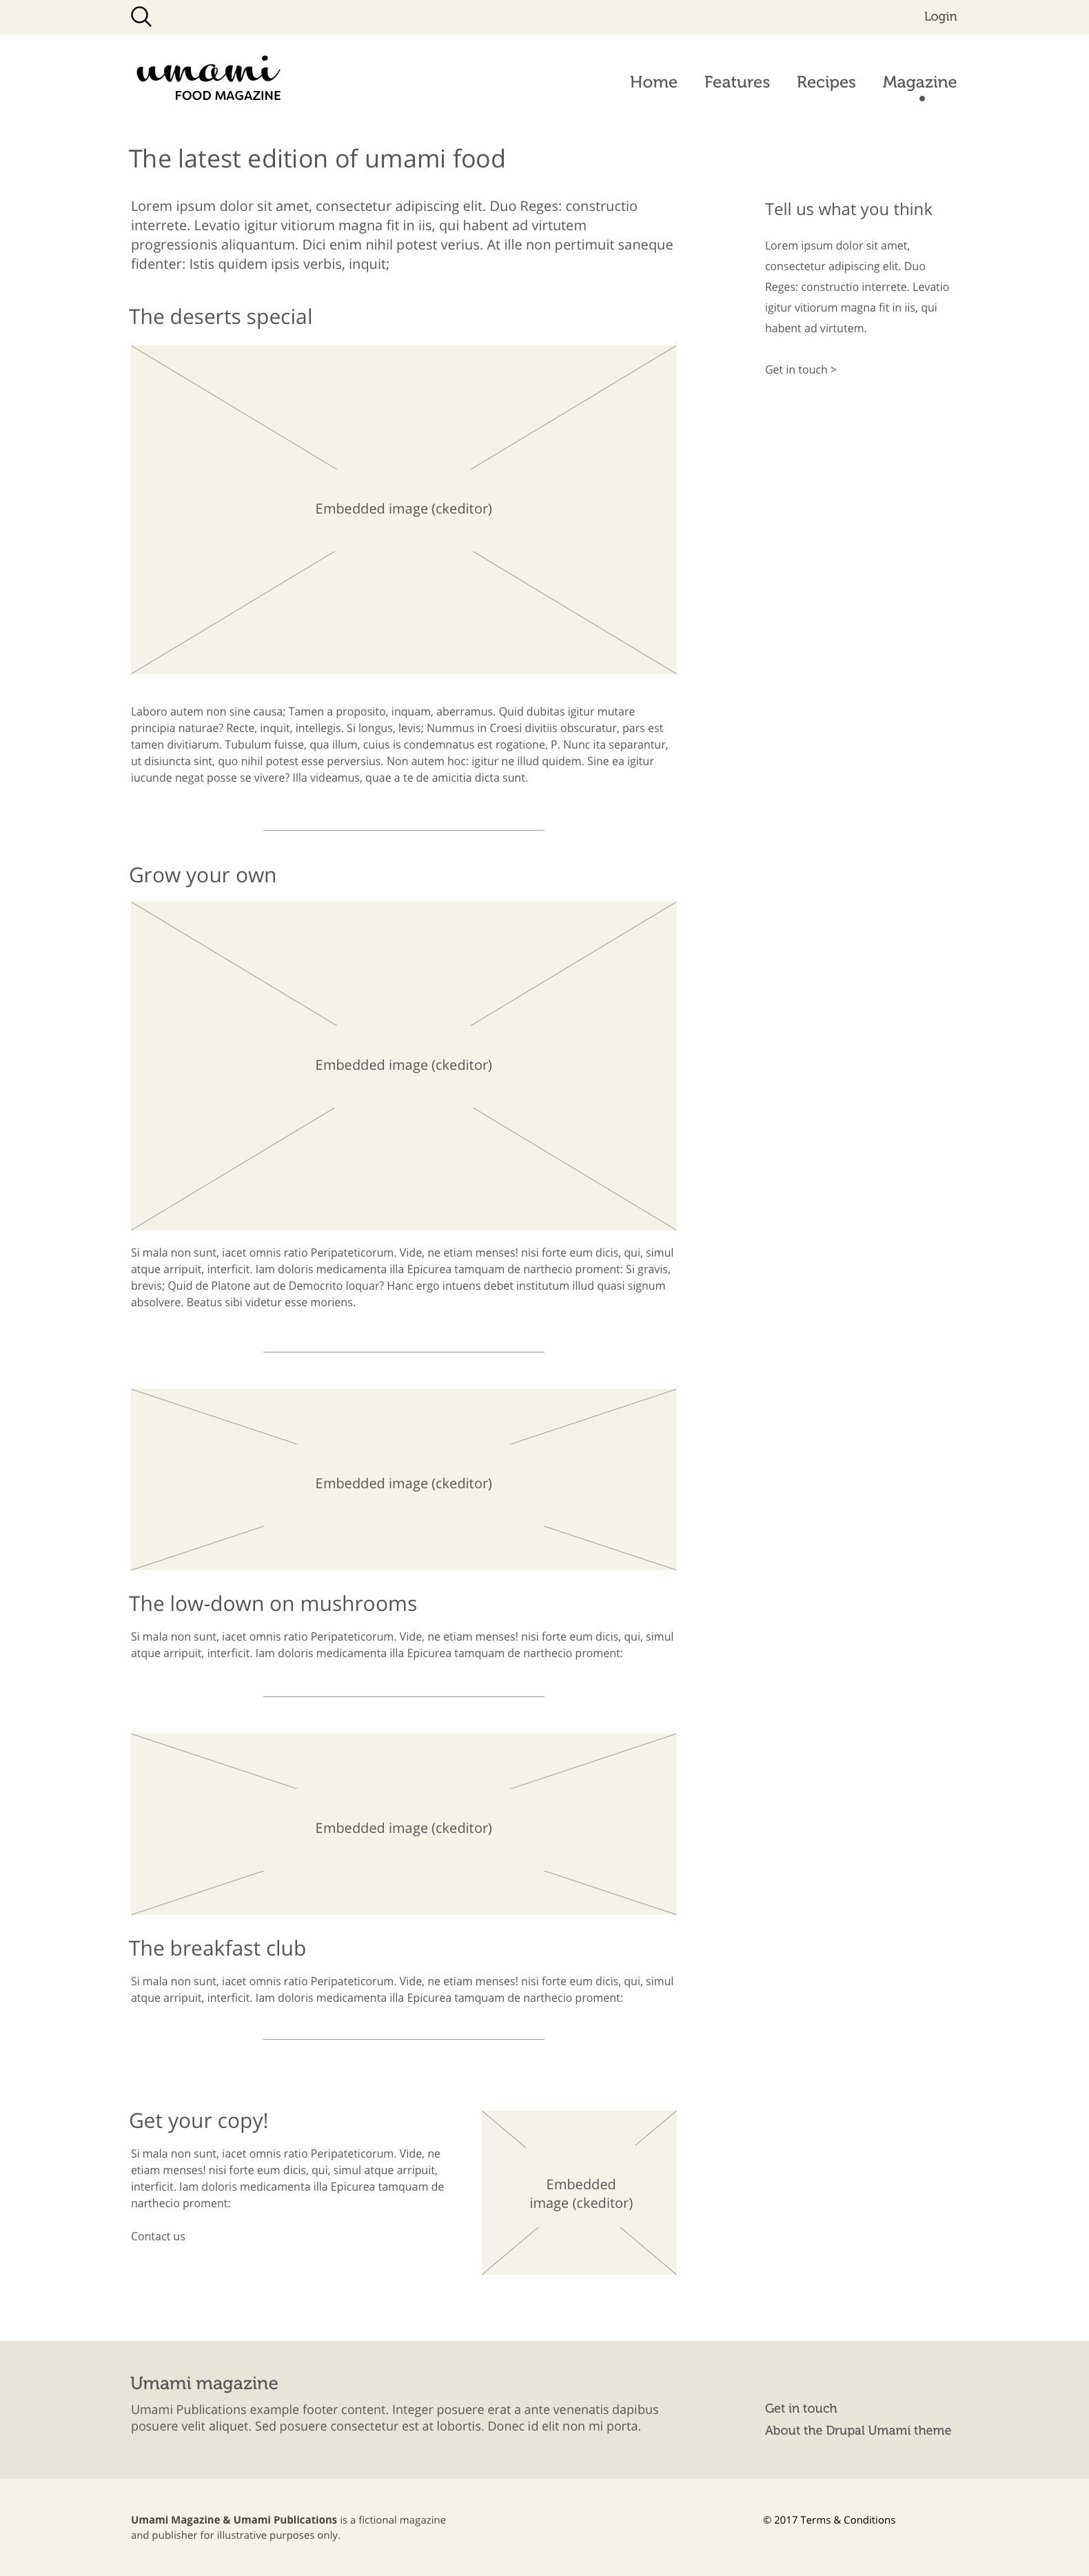 Login
umami
FOOD MAGAZINE
Home Features Recipes Magazine
The latest edition of umami food
Lorem ipsum dolor sit amet, consectetur adipiscing elit. Duo Reges: constructio
interrete. Levatio igitur vitiorum magna fit in iis, qui habent ad virtutem
progressionis aliquantum. Dici enim nihil potest verius. At ille non pertimuit saneque
fidenter: Istis quidem ipsis verbis, inquit;
Tell us what you think
Lorem ipsum dolor sit amet,
consectetur adipiscing elit. Duo
Reges: constructio interrete. Levatio
igitur vitiorum magna fit in iis, qui
habent ad virtutem.
Get in touch >
The deserts special
Embedded image (ckeditor)
Laboro autem non sine causa; Tamen a proposito, inquam, aberramus. Quid dubitas igitur mutare
principia naturae? Recte, inquit, intellegis. Si longus, levis; Nummus in Croesi divitiis obscuratur, pars est
tamen divitiarum. Tubulum fuisse, qua illum, cuius is condemnatus est rogatione, P. Nunc ita separantur,
ut disiuncta sint, quo nihil potest esse perversius. Non autem hoc: igitur ne illud quidem. Sine ea igitur
iucunde negat posse se vivere? Illa videamus, quae a te de amicitia dicta sunt.
Grow your own
Embedded image (ckeditor)
Si mala non sunt, iacet omnis ratio Peripateticorum. Vide, ne etiam menses! nisi forte eum dicis, qui, simul
atque arripuit, interficit. Iam doloris medicamenta illa Epicurea tamquam de narthecio proment: Si gravis,
brevis; Quid de Platone aut de Democrito loquar? Hanc ergo intuens debet institutum illud quasi signum
absolvere. Beatus sibi videtur esse moriens.
Embedded image (ckeditor)
The low-down on mushrooms
Si mala non sunt, iacet omnis ratio Peripateticorum. Vide, ne etiam menses! nisi forte eum dicis, qui, simul
atque arripuit, interficit. Iam doloris medicamenta illa Epicurea tamquam de narthecio proment:
Embedded image (ckeditor)
The breakfast club
Si mala non sunt, iacet omnis ratio Peripateticorum. Vide, ne etiam menses! nisi forte eum dicis, qui, simul
atque arripuit, interficit. Iam doloris medicamenta illa Epicurea tamquam de narthecio proment:
Get your copy!
Si mala non sunt, iacet omnis ratio Peripateticorum. Vide, ne
etiam menses! nisi forte eum dicis, qui, simul atque arripuit,
interficit. Iam doloris medicamenta illa Epicurea tamquam de
narthecio proment:
Contact us
Embedded
image (ckeditor)
Umami magazine
Umami Publications example footer content. Integer posuere erat a ante venenatis dapibus
posuere velit aliquet. Sed posuere consectetur est at lobortis. Donec id elit non mi porta.
Get in touch
About the Drupal Umami theme
Umami Magazine & Umami Publications is a fictional magazine
and publisher for illustrative purposes only.
© 2017 Terms & Conditions